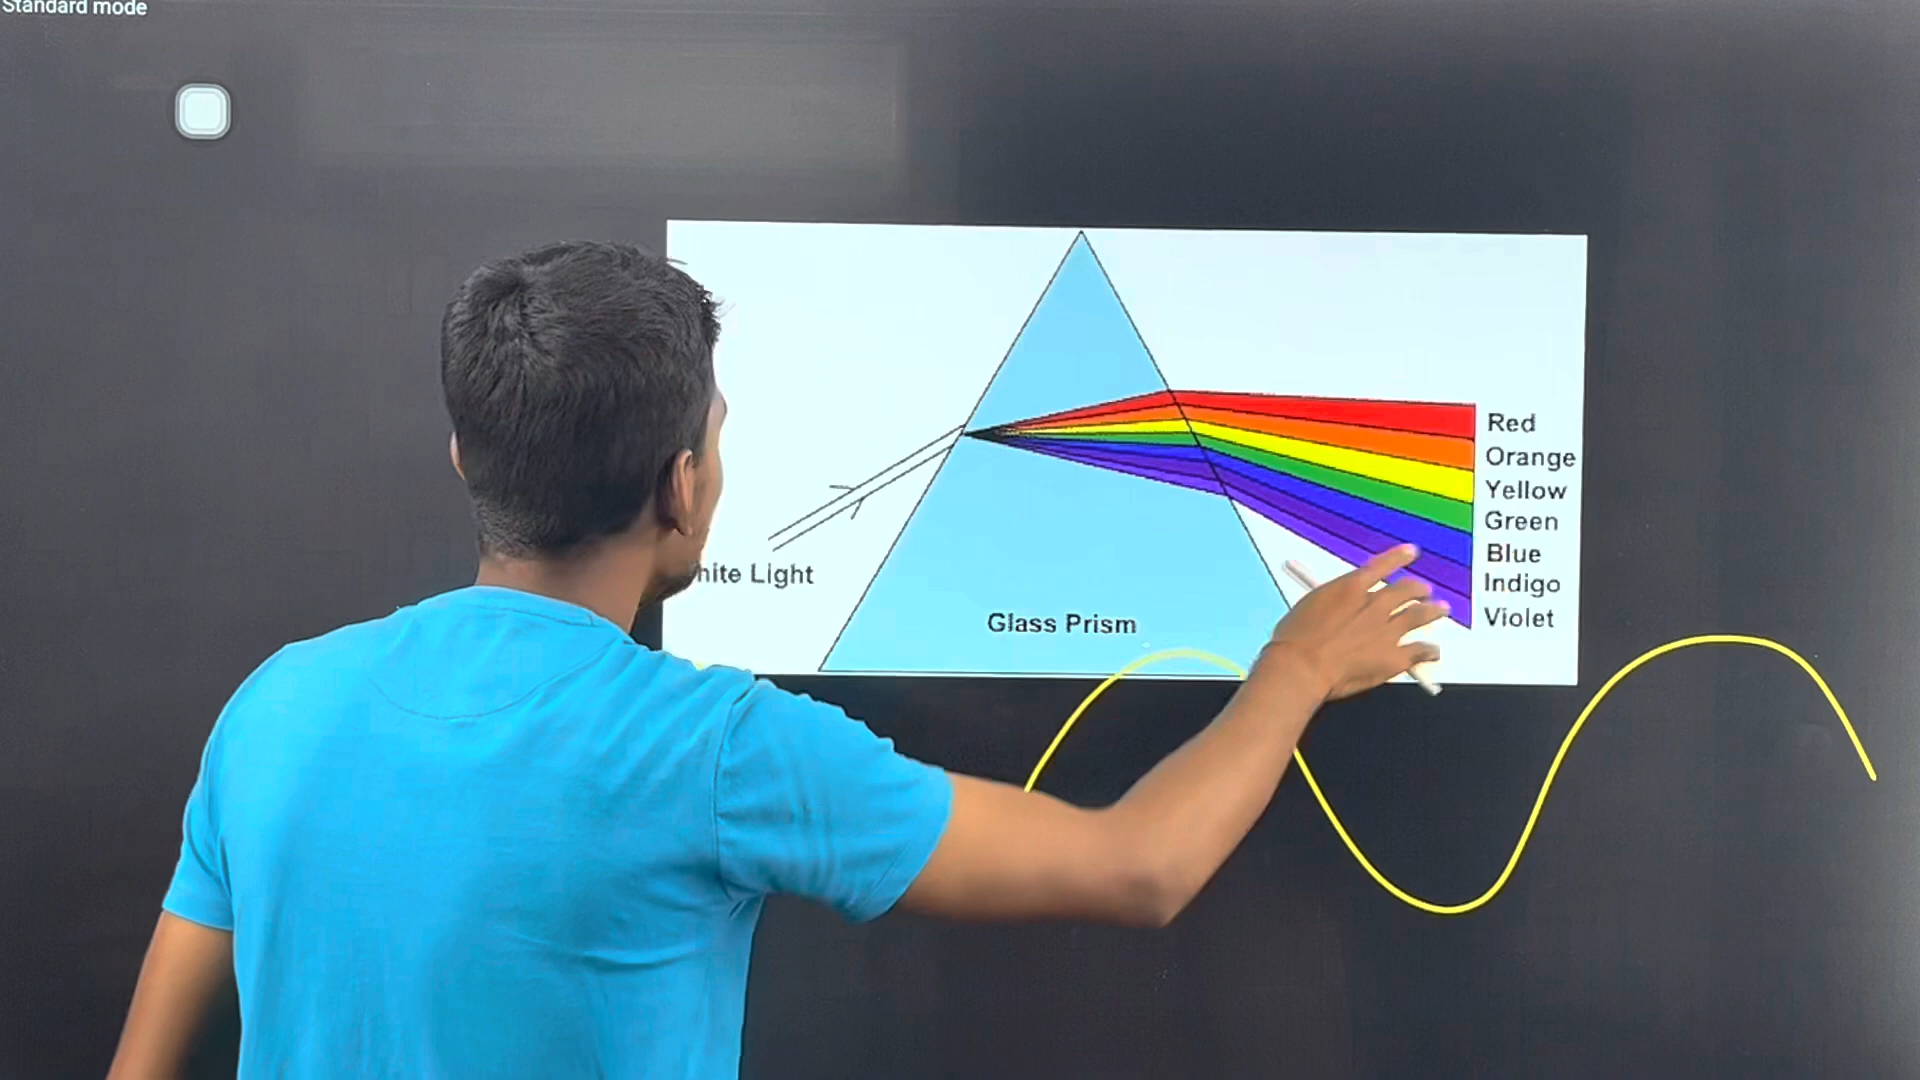 Standard mode
hite Light
Glass Prism
Red
Orange
Yellow
Green
Blue
Indigo
Violet